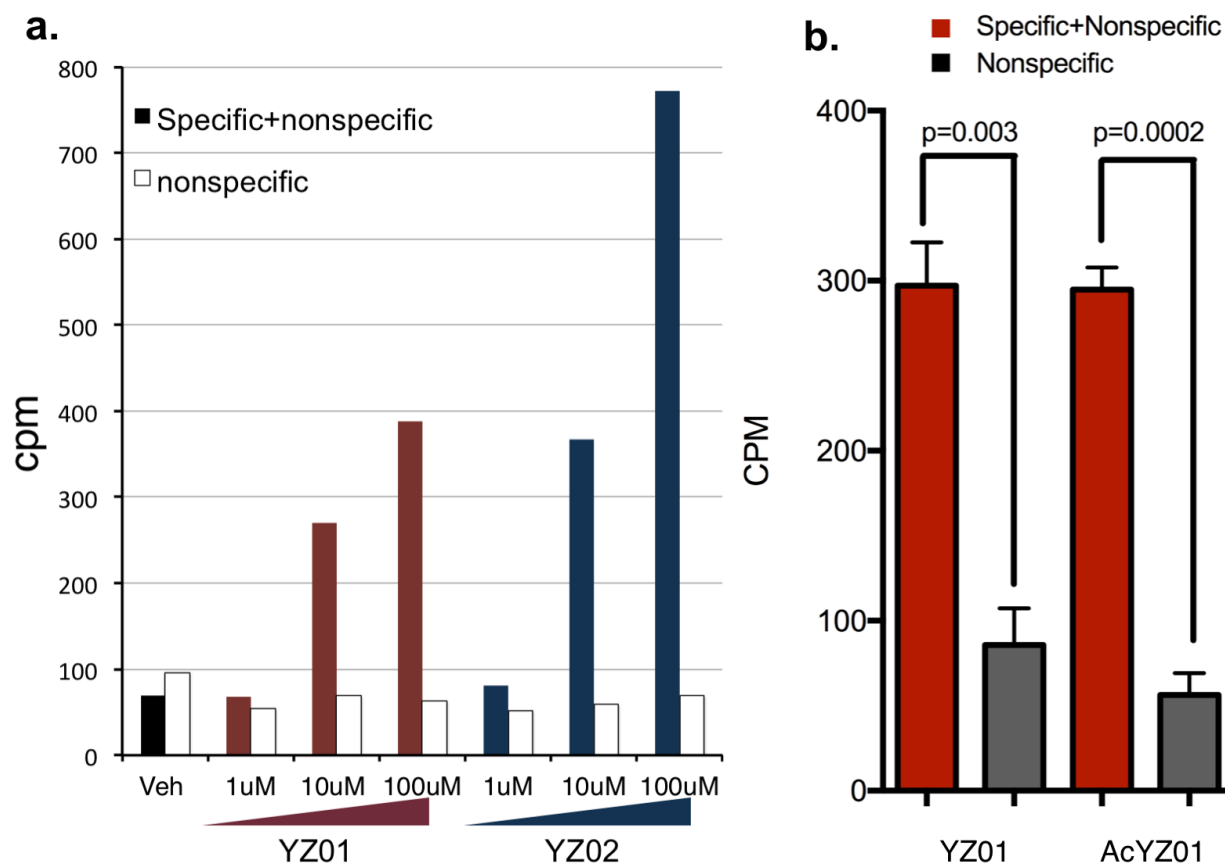 a.
800
700
600
500
400
300
200
100
0
cpm
Specific+nonspecific
nonspecific
Veh 1uM 10uM 100uM 1uM 10uM 100uM
YZ01 YZ02
b.
Specific+Nonspecific
Nonspecific
400
300
200
100
0
CPM
p=0.003 p=0.0002
YZ01 AcYZ01